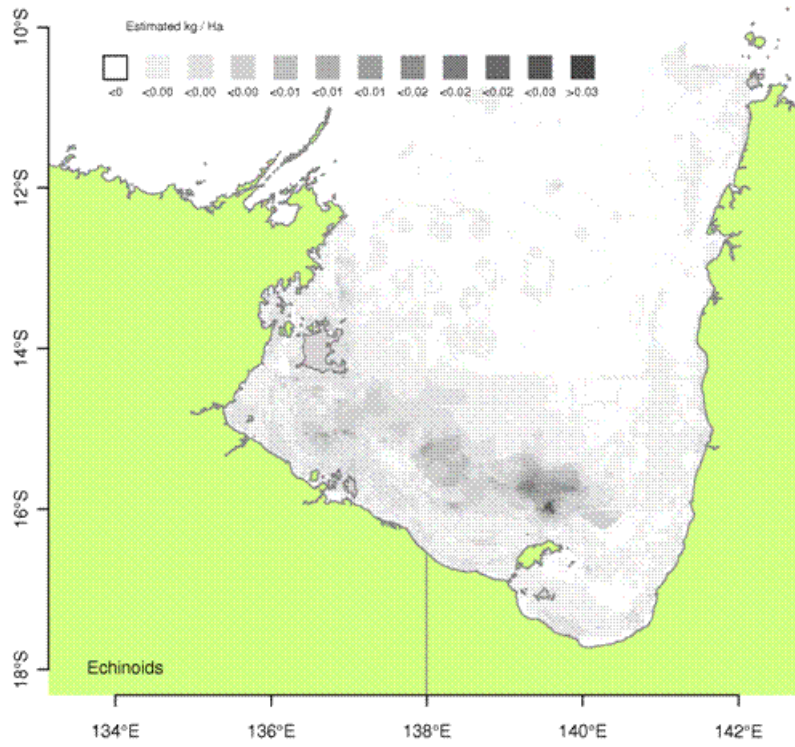 Estimated kg / Ha
<0 <0.00 <0.00 <0.00 <0.01 <0.01 <0.01 <0.02 <0.02 <0.02 <0.03 >0.03
10°S
12°S
14°S
16°S
18°S
Echinoids
134°E 136°E 138°E 140°E 142°E